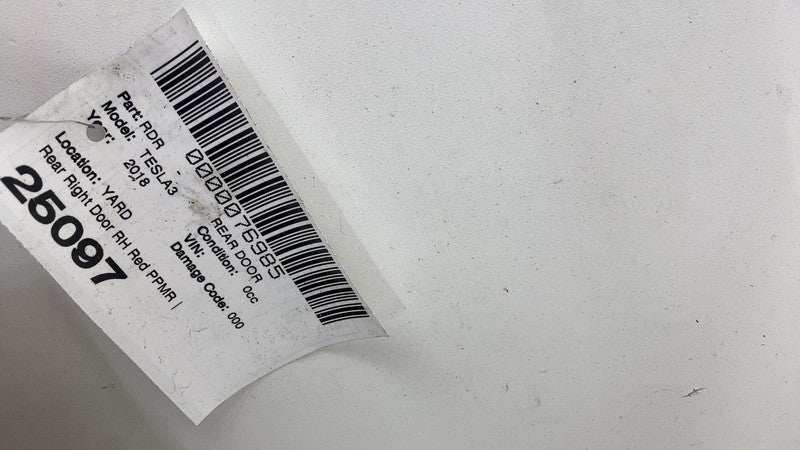 0000076985
Part: RDR - REAR DOOR
Model: TESLA3 Condition: 0cc
Year: 2018 VIN:
Damage Code: 000
Location: YARD
Rear Right Door RH Red PPMR |
25097